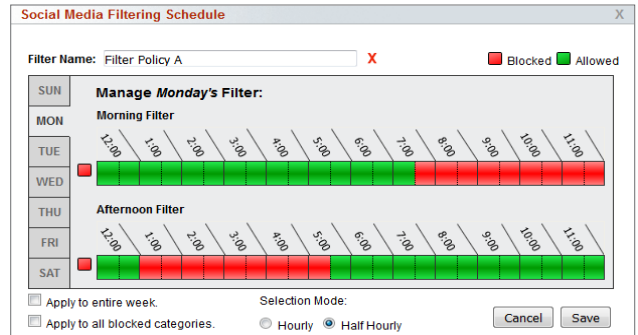 Social Media Filtering Schedule X
Filter Name: Filter Policy A X Blocked Allowed
SUN
MON
TUE
WED
THU
FRI
SAT
Manage Monday's Filter:
Morning Filter
12:00 1:00 2:00 3:00 4:00 5:00 6:00 7:00 8:00 9:00 10:00 11:00
Afternoon Filter
12:00 1:00 2:00 3:00 4:00 5:00 6:00 7:00 8:00 9:00 10:00 11:00
Apply to entire week. Selection Mode:
Apply to all blocked categories. Hourly Half Hourly Cancel Save